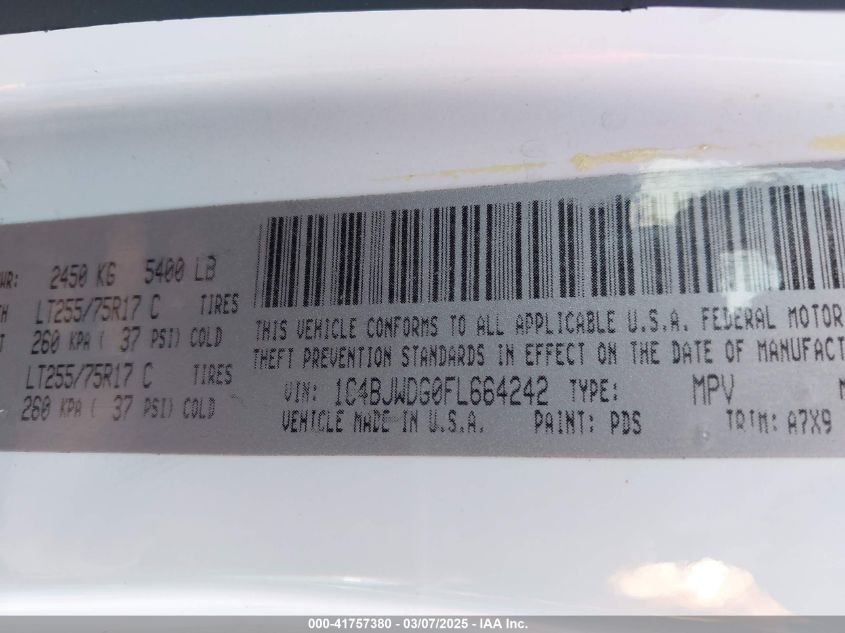 WR: 2450 KG 5400 LB
TH LT255/75R17 C TIRES
T 260 KPA ( 37 PSI) COLD
LT255/75R17 C TIRES
260 KPA ( 37 PSI) COLD
THIS VEHICLE CONFORMS TO ALL APPLICABLE U.S.A. FEDERAL MOTOR
THEFT PREVENTION STANDARDS IN EFFECT ON THE DATE OF MANUFACT
VIN: 1C4BJWDG0FL664242 TYPE: MPV M
VEHICLE MADE IN U.S.A. PAINT: PDS TRIM: A7X9
000-41757380 - 03/07/2025 - IAA Inc.